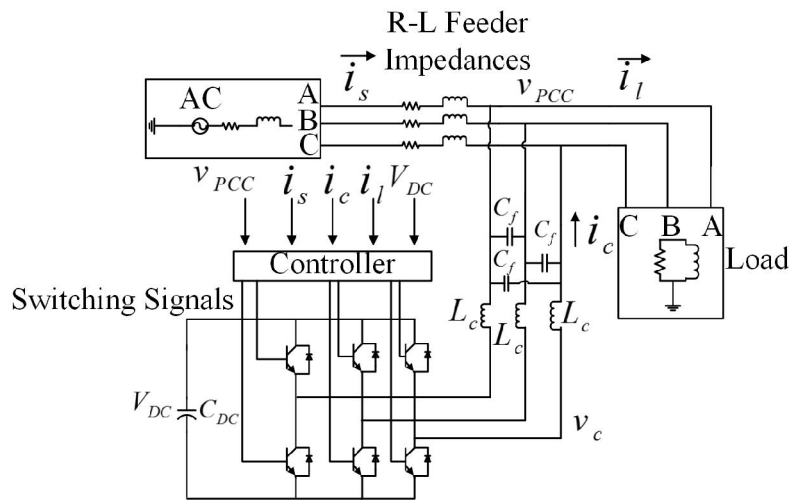 R-L Feeder
Impedances
i_s
v_PCC
i_l
AC
A
B
C
v_PCC i_s i_c i_l V_DC
C_f
C_f
C_f
i_c
C B A
Load
Controller
Switching Signals
L_c
L_c
L_c
V_DC
C_DC
v_c